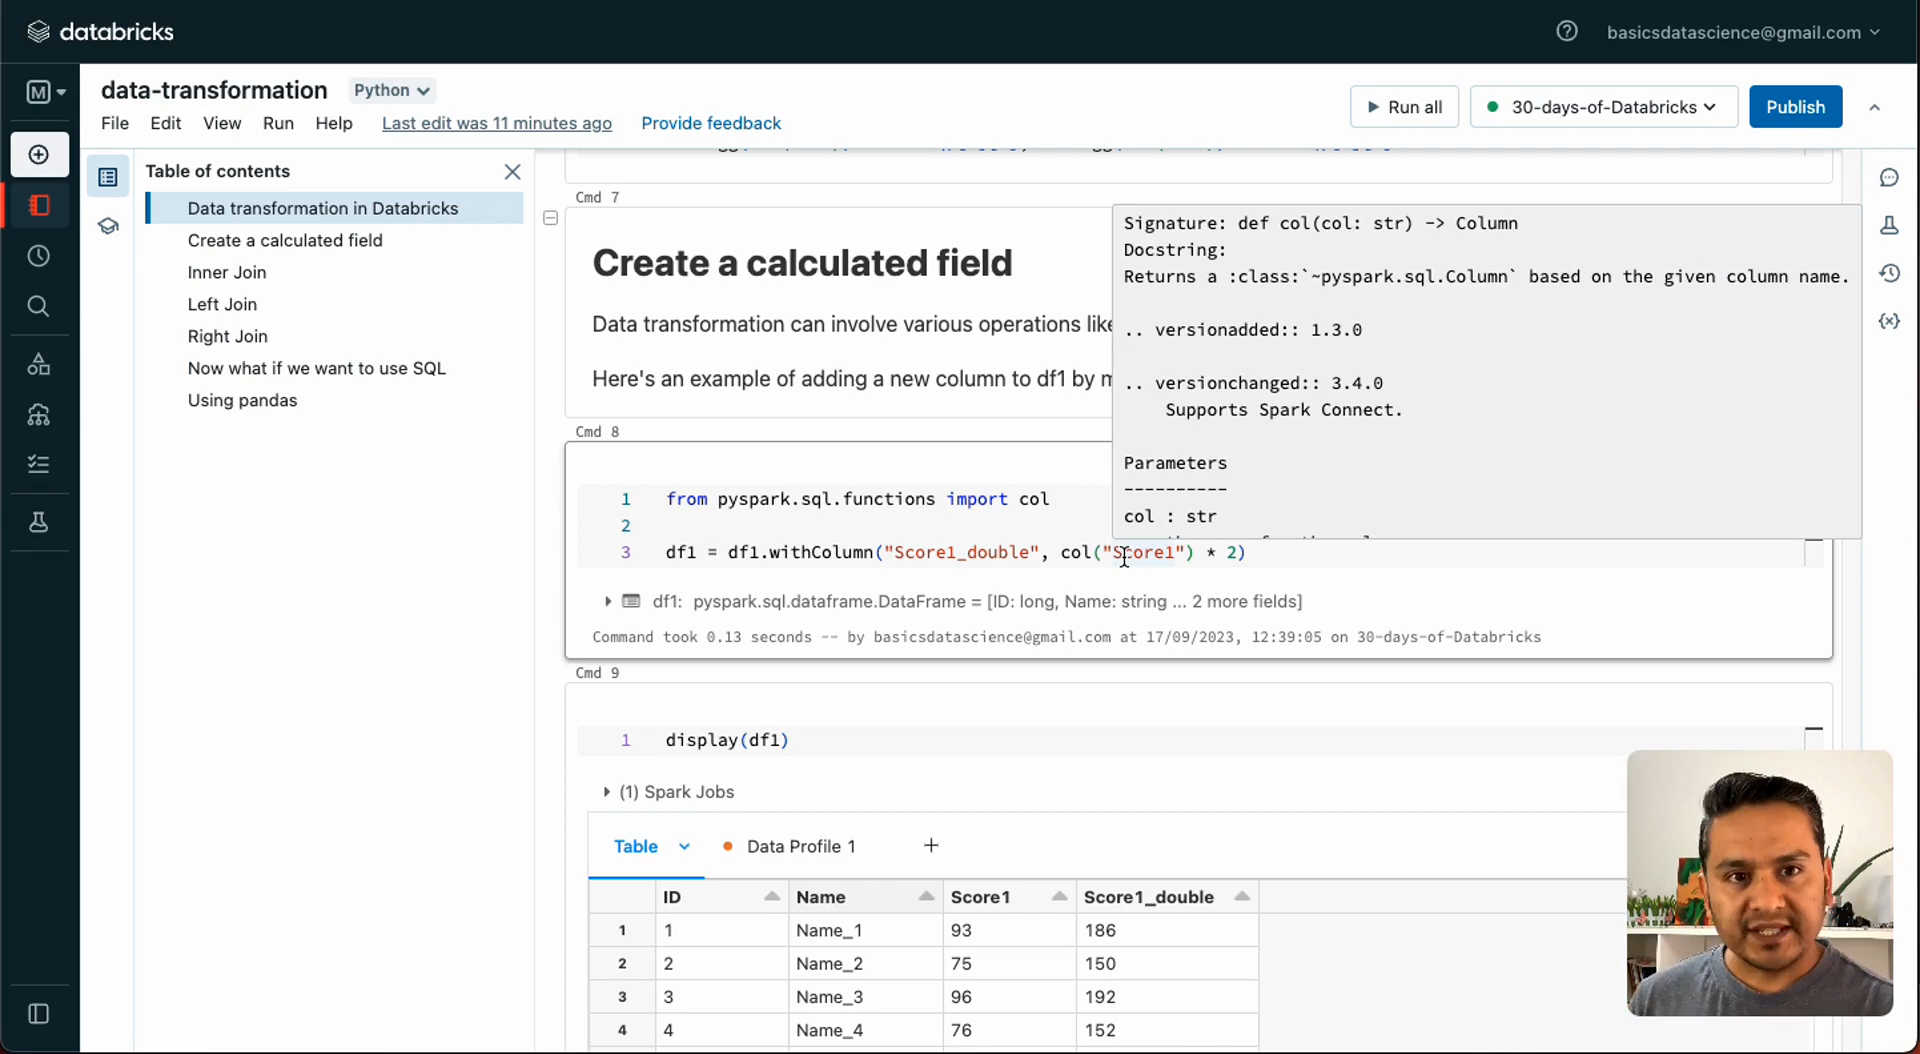 databricks
basicsdatascience@gmail.com
M
data-transformation
Python
Run all
30-days-of-Databricks
Publish
File
Edit
View
Run
Help
Last edit was 11 minutes ago
Provide feedback
Table of contents
Data transformation in Databricks
Create a calculated field
Inner Join
Left Join
Right Join
Now what if we want to use SQL
Using pandas
Cmd 7
Create a calculated field
Data transformation can involve various operations like
Here's an example of adding a new column to df1 by m
Signature: def col(col: str) -> Column
Docstring:
Returns a :class:`~pyspark.sql.Column` based on the given column name.
.. versionadded:: 1.3.0
.. versionchanged:: 3.4.0
Supports Spark Connect.
Parameters
----------
col : str
Cmd 8
1 from pyspark.sql.functions import col
2
3 df1 = df1.withColumn("Score1_double", col("Score1") * 2)
df1: pyspark.sql.dataframe.DataFrame = [ID: long, Name: string ... 2 more fields]
Command took 0.13 seconds -- by basicsdatascience@gmail.com at 17/09/2023, 12:39:05 on 30-days-of-Databricks
Cmd 9
1 display(df1)
(1) Spark Jobs
Table
Data Profile 1
+
ID Name Score1 Score1_double
1 1 Name_1 93 186
2 2 Name_2 75 150
3 3 Name_3 96 192
4 4 Name_4 76 152